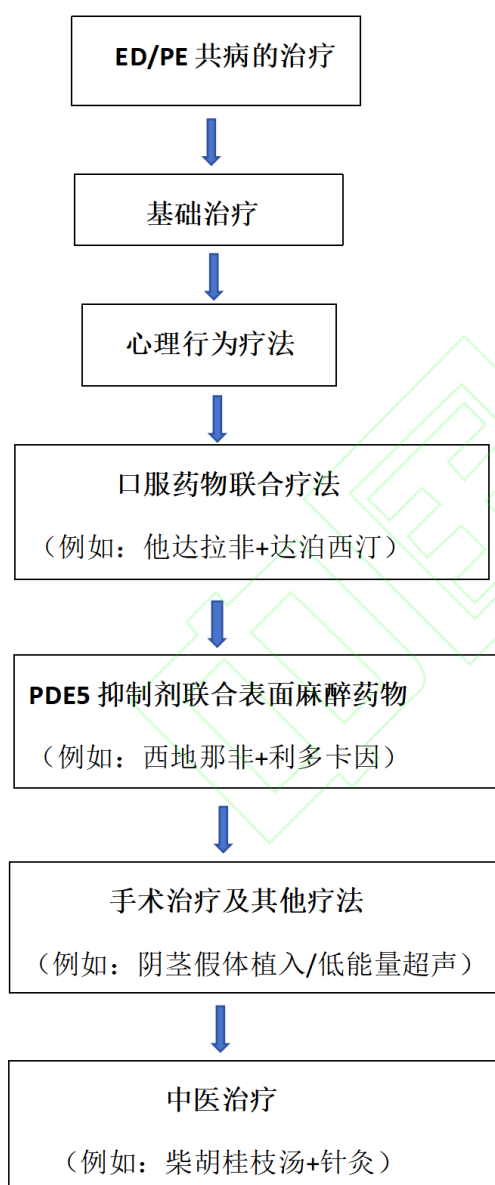 ED/PE 共病的治疗
基础治疗
心理行为疗法
口服药物联合疗法
（例如：他达拉非+达泊西汀）
PDE5 抑制剂联合表面麻醉药物
（例如：西地那非+利多卡因）
手术治疗及其他疗法
（例如：阴茎假体植入/低能量超声）
中医治疗
（例如：柴胡桂枝汤+针灸）